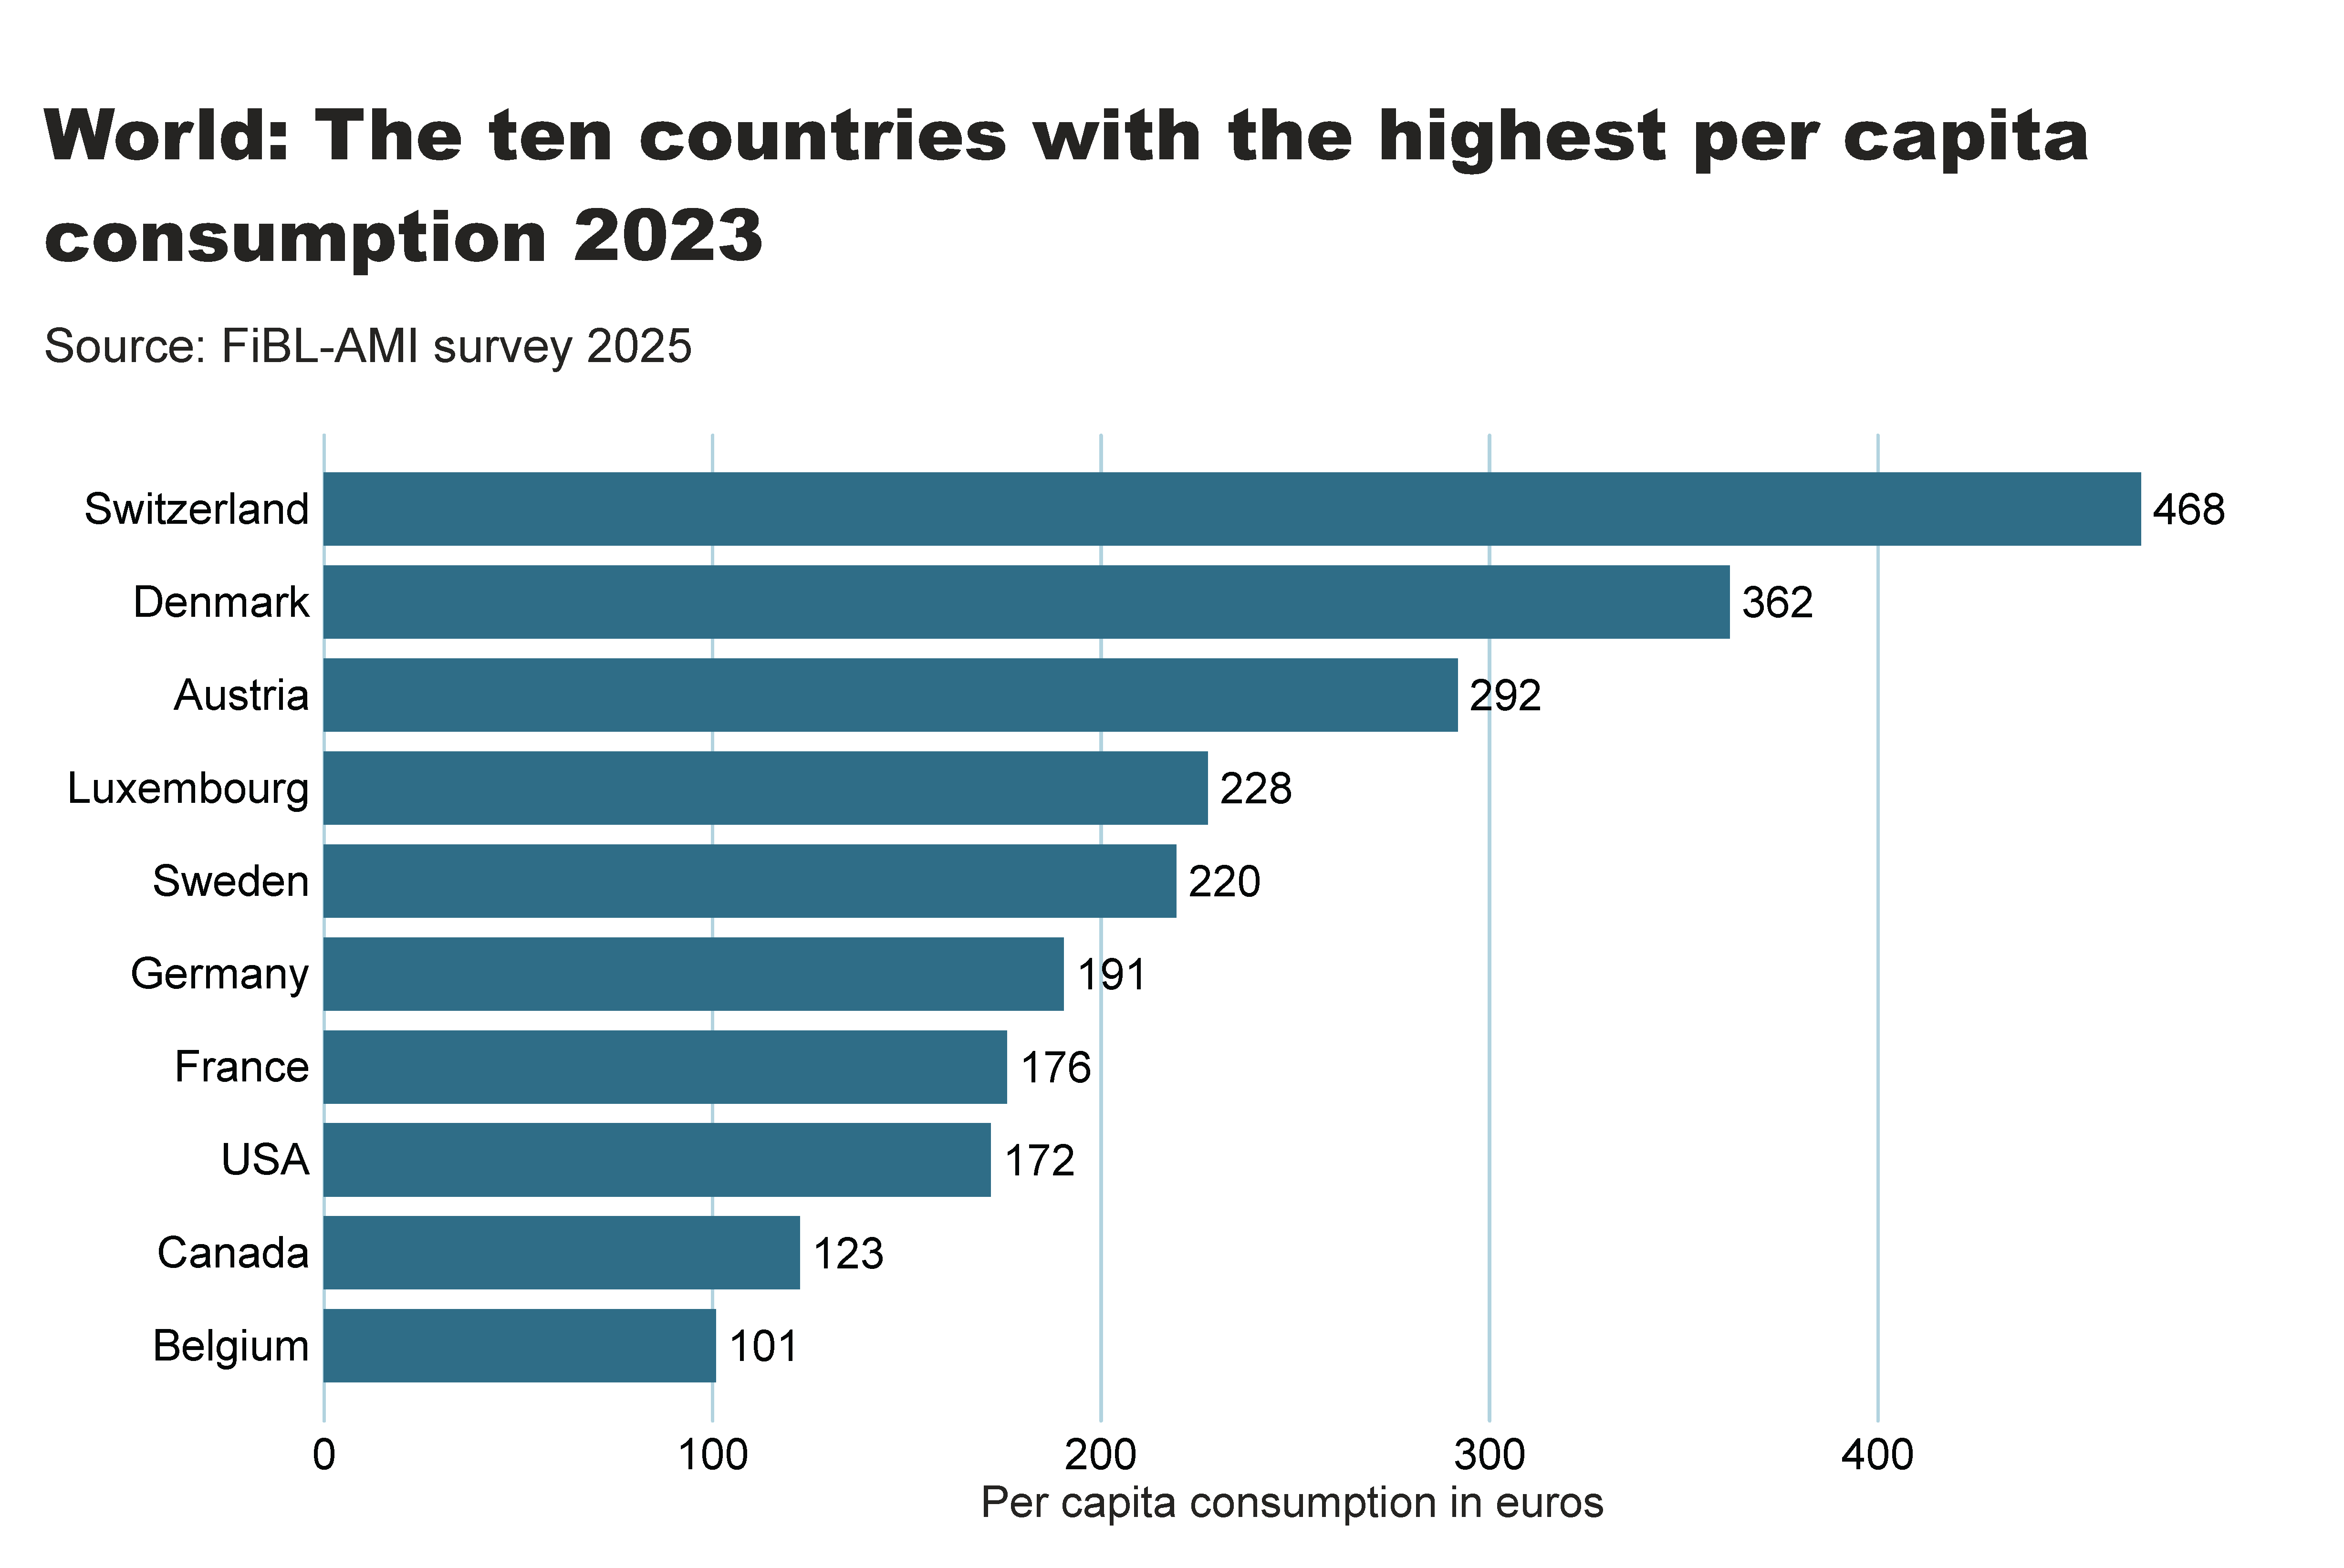 World: The ten countries with the highest per capita
consumption 2023
Source: FiBL-AMI survey 2025
Switzerland 468
Denmark 362
Austria 292
Luxembourg 228
Sweden 220
Germany 191
France 176
USA 172
Canada 123
Belgium 101
0 100 200 300 400
Per capita consumption in euros